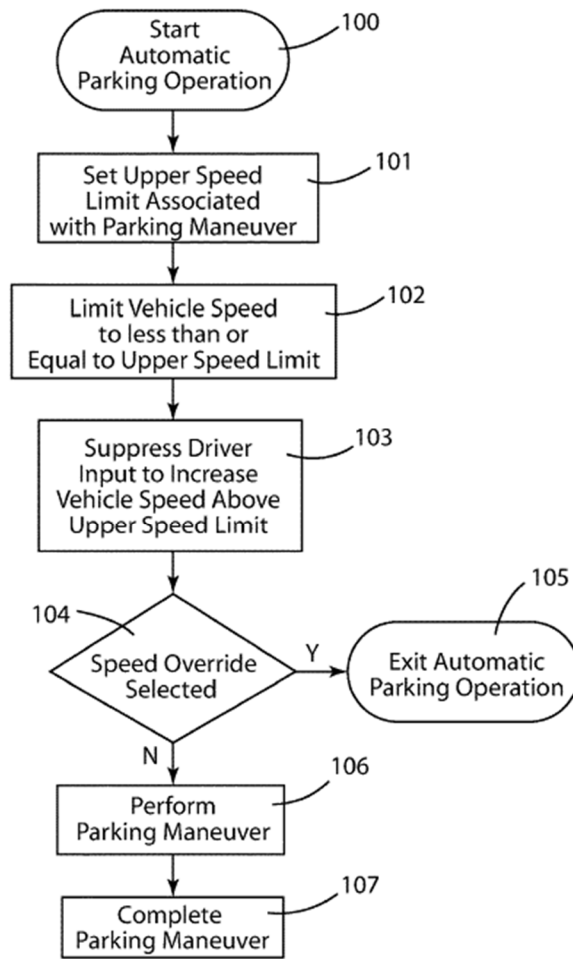 100
Start
Automatic
Parking Operation
101
Set Upper Speed
Limit Associated
with Parking Maneuver
102
Limit Vehicle Speed
to less than or
Equal to Upper Speed Limit
103
Suppress Driver
Input to Increase
Vehicle Speed Above
Upper Speed Limit
104
Speed Override
Selected
Y
105
Exit Automatic
Parking Operation
N
106
Perform
Parking Maneuver
107
Complete
Parking Maneuver